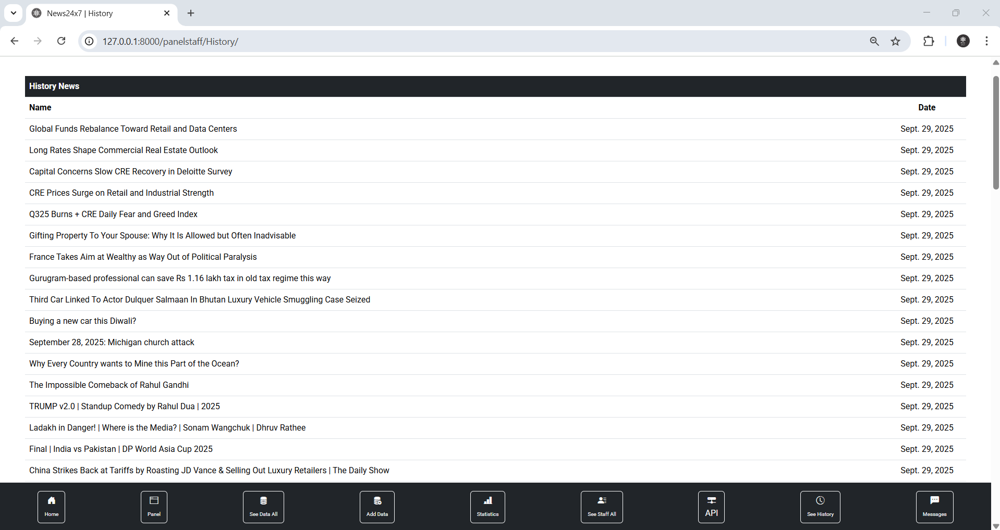 News24x7 | History
127.0.0.1:8000/panelstaff/History/
History News
Name Date
Global Funds Rebalance Toward Retail and Data Centers Sept. 29, 2025
Long Rates Shape Commercial Real Estate Outlook Sept. 29, 2025
Capital Concerns Slow CRE Recovery in Deloitte Survey Sept. 29, 2025
CRE Prices Surge on Retail and Industrial Strength Sept. 29, 2025
Q325 Burns + CRE Daily Fear and Greed Index Sept. 29, 2025
Gifting Property To Your Spouse: Why It Is Allowed but Often Inadvisable Sept. 29, 2025
France Takes Aim at Wealthy as Way Out of Political Paralysis Sept. 29, 2025
Gurugram-based professional can save Rs 1.16 lakh tax in old tax regime this way Sept. 29, 2025
Third Car Linked To Actor Dulquer Salmaan In Bhutan Luxury Vehicle Smuggling Case Seized Sept. 29, 2025
Buying a new car this Diwali? Sept. 29, 2025
September 28, 2025: Michigan church attack Sept. 29, 2025
Why Every Country wants to Mine this Part of the Ocean? Sept. 29, 2025
The Impossible Comeback of Rahul Gandhi Sept. 29, 2025
TRUMP v2.0 | Standup Comedy by Rahul Dua | 2025 Sept. 29, 2025
Ladakh in Danger! | Where is the Media? | Sonam Wangchuk | Dhruv Rathee Sept. 29, 2025
Final | India vs Pakistan | DP World Asia Cup 2025 Sept. 29, 2025
China Strikes Back at Tariffs by Roasting JD Vance & Selling Out Luxury Retailers | The Daily Show Sept. 29, 2025
Home Panel See Data All Add Data Statistics See Staff All API See History Messages